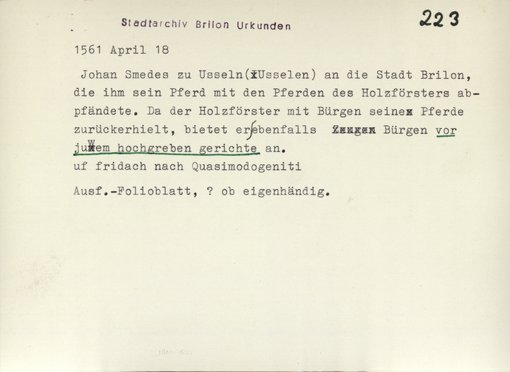 Stadtarchiv Brilon Urkunden
223
1561 April 18
Johan Smedes zu Usseln(Usselen) an die Stadt Brilon,
die ihm sein Pferd mit den Pferden des Holzförsters ab-
pfändete. Da der Holzförster mit Bürgen seine Pferde
zurückerhielt, bietet er ebenfalls Bürgen vor
juwem hochgreben gerichte an.
uf fridach nach Quasimodogeniti
Ausf.-Folioblatt, ? ob eigenhändig.